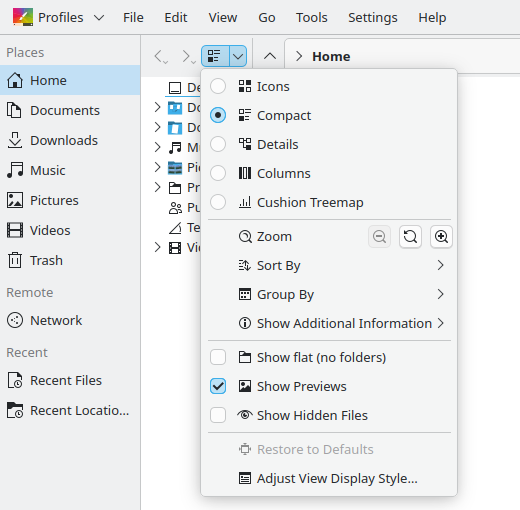 Profiles File Edit View Go Tools Settings Help
Places
Home
Documents
Downloads
Music
Pictures
Videos
Trash
Remote
Network
Recent
Recent Files
Recent Locatio...
Home
Icons
Compact
Details
Columns
Cushion Treemap
Zoom
Sort By
Group By
Show Additional Information
Show flat (no folders)
Show Previews
Show Hidden Files
Restore to Defaults
Adjust View Display Style...